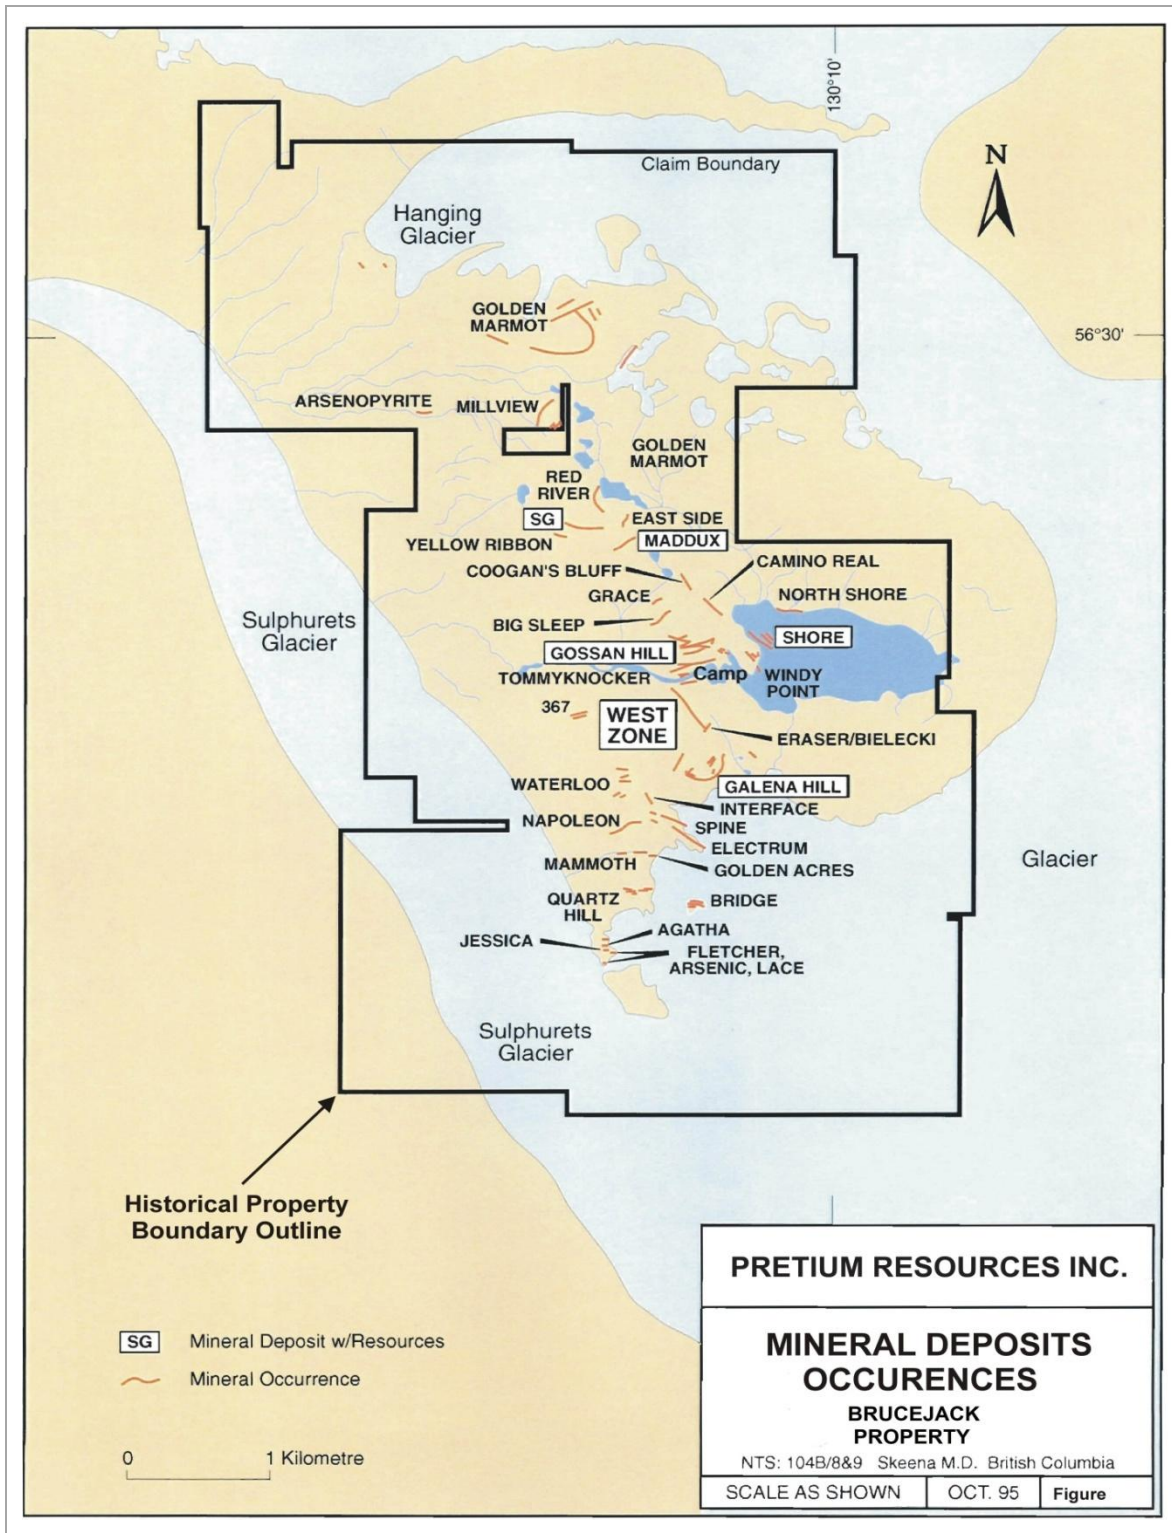 130°10'
Claim Boundary
N
Hanging
Glacier
GOLDEN
MARMOT
56°30'
ARSENOPYRITE
MILLVIEW
GOLDEN
MARMOT
RED
RIVER
SG
EAST SIDE
YELLOW RIBBON
MADDUX
COOGAN'S BLUFF
CAMINO REAL
GRACE
NORTH SHORE
BIG SLEEP
Sulphurets
Glacier
SHORE
GOSSAN HILL
TOMMYKNOCKER
Camp
WINDY
POINT
367
WEST
ZONE
ERASER/BIELECKI
WATERLOO
GALENA HILL
INTERFACE
NAPOLEON
SPINE
ELECTRUM
MAMMOTH
GOLDEN ACRES
Glacier
QUARTZ
HILL
BRIDGE
AGATHA
JESSICA
FLETCHER,
ARSENIC, LACE
Sulphurets
Glacier
Historical Property
Boundary Outline
SG Mineral Deposit w/Resources
Mineral Occurrence
0 1 Kilometre
PRETIUM RESOURCES INC.
MINERAL DEPOSITS
OCCURENCES
BRUCEJACK
PROPERTY
NTS: 104B/8&9 Skeena M.D. British Columbia
SCALE AS SHOWN OCT. 95 Figure